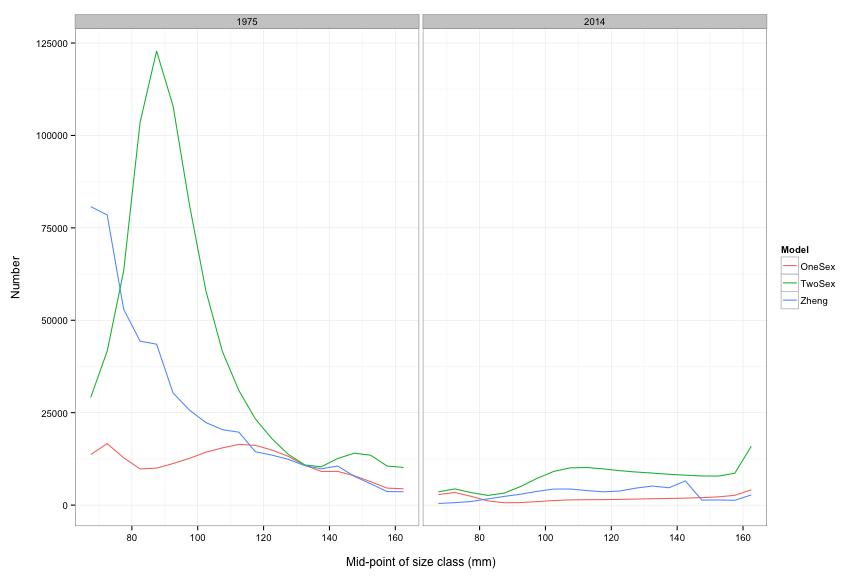 1975 2014
125000
100000
75000
50000
25000
0
Number
80 100 120 140 160 80 100 120 140 160
Mid-point of size class (mm)
Model
OneSex
TwoSex
Zheng